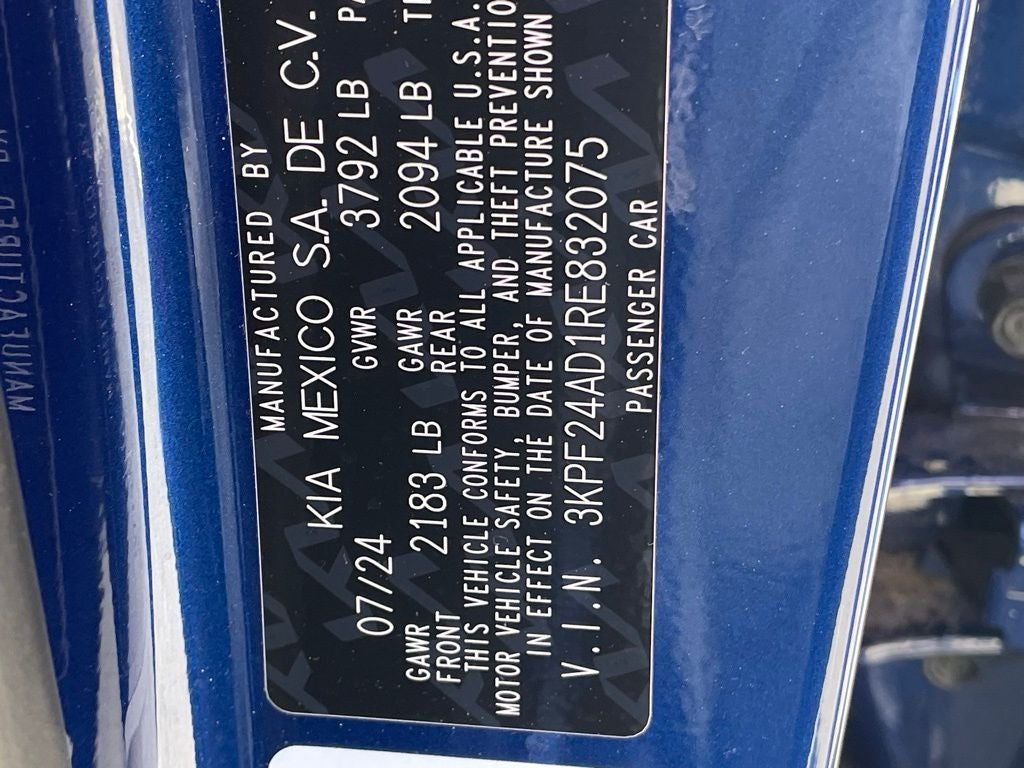 MANUFACTURED BY
KIA MEXICO S.A. DE C.V.
07/24 GVWR 3792 LB
GAWR FRONT 2183 LB GAWR REAR 2094 LB
THIS VEHICLE CONFORMS TO ALL APPLICABLE U.S.A.
MOTOR VEHICLE SAFETY, BUMPER, AND THEFT PREVENTIO
IN EFFECT ON THE DATE OF MANUFACTURE SHOWN
V.I.N. 3KPF24AD1RE832075
PASSENGER CAR